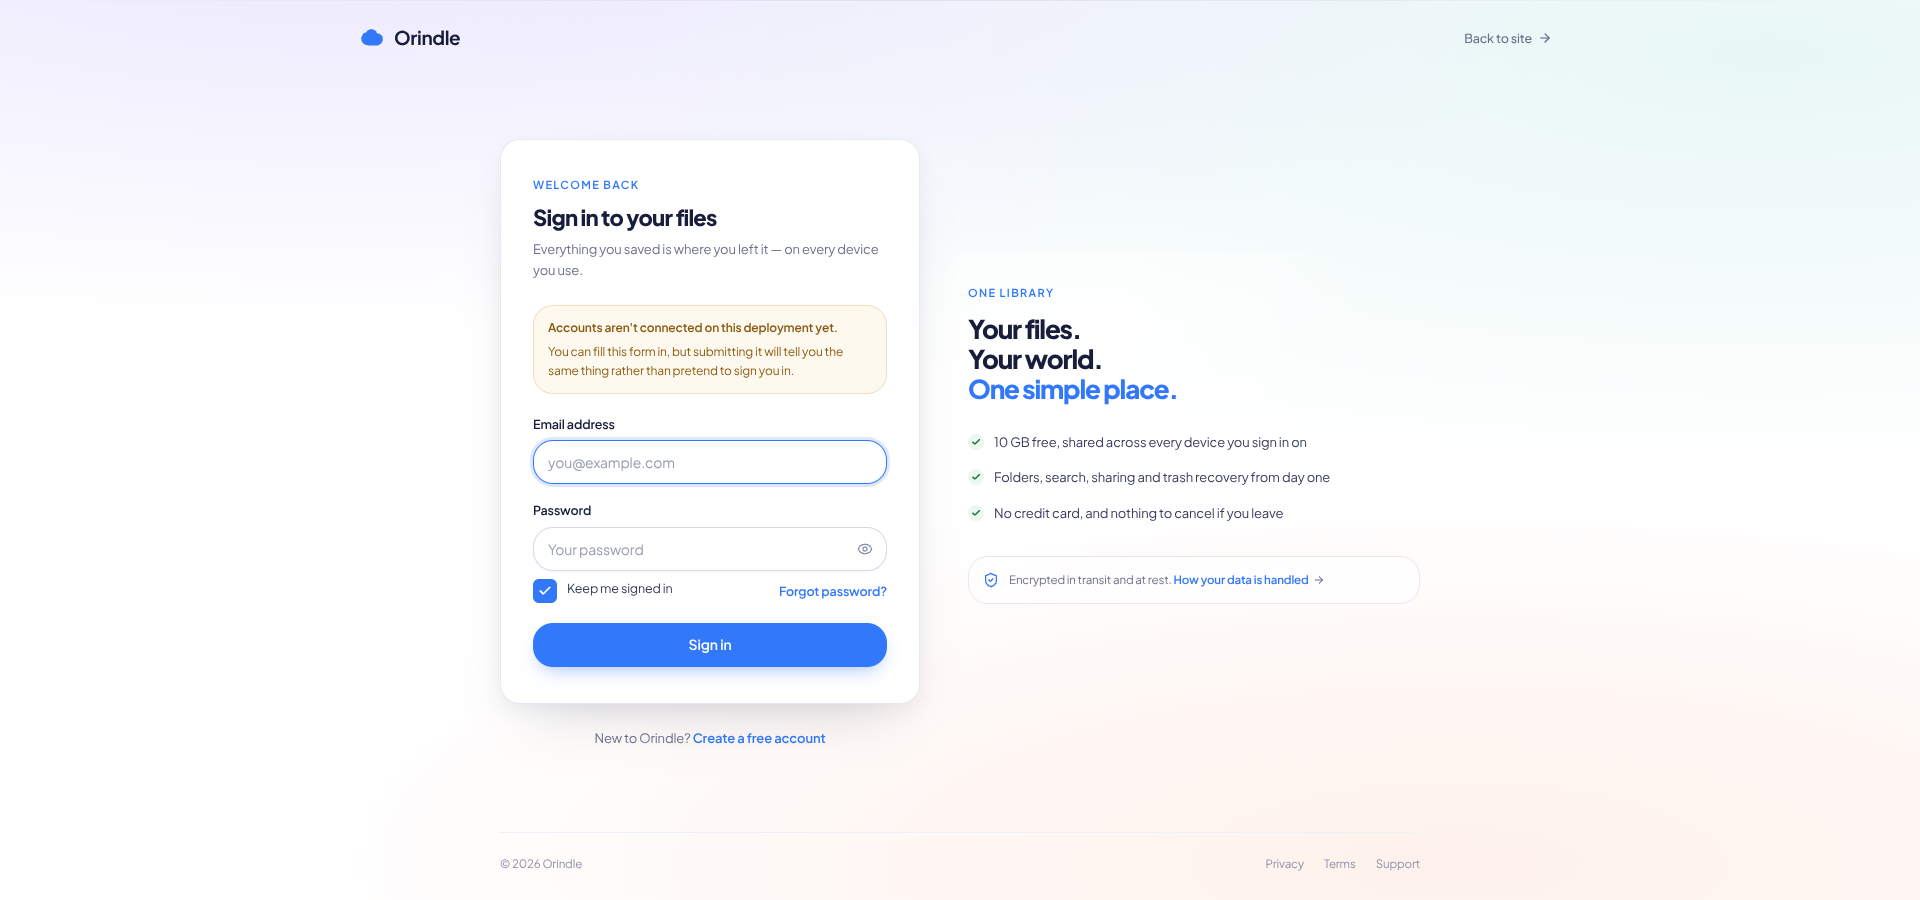 Orindle
Back to site
WELCOME BACK
Sign in to your files
Everything you saved is where you left it — on every device
you use.
Accounts aren't connected on this deployment yet.
You can fill this form in, but submitting it will tell you the
same thing rather than pretend to sign you in.
Email address
you@example.com
Password
Your password
Keep me signed in
Forgot password?
Sign in
New to Orindle? Create a free account
ONE LIBRARY
Your files.
Your world.
One simple place.
10 GB free, shared across every device you sign in on
Folders, search, sharing and trash recovery from day one
No credit card, and nothing to cancel if you leave
Encrypted in transit and at rest. How your data is handled
© 2026 Orindle
Privacy
Terms
Support